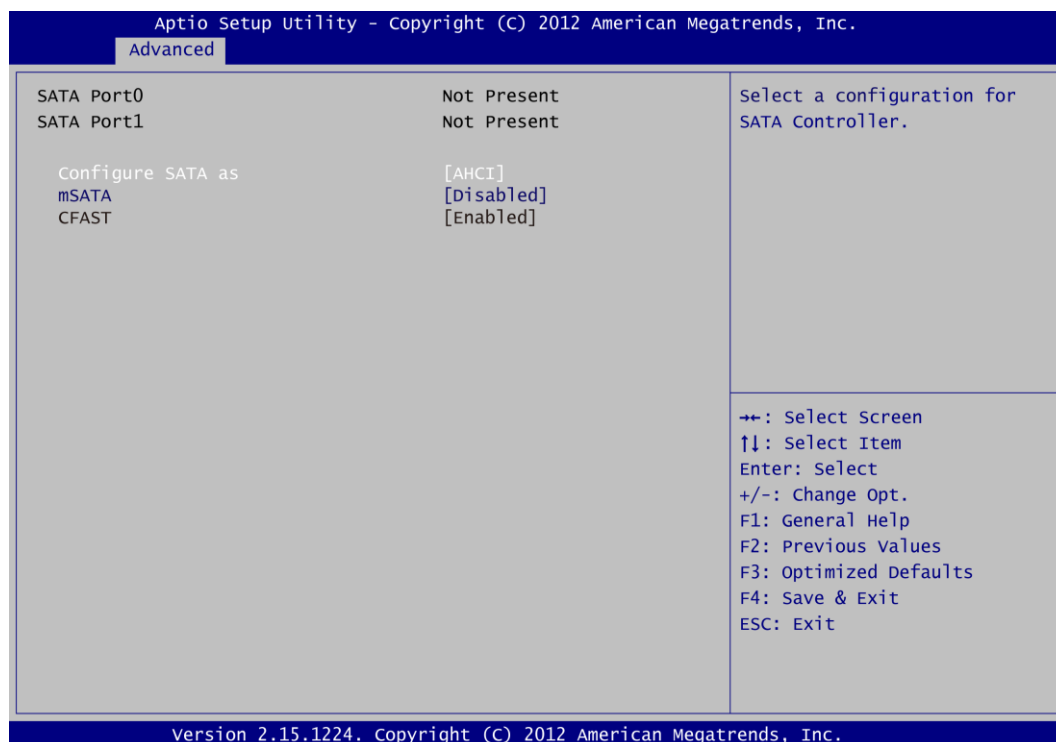 Aptio Setup Utility - Copyright (C) 2012 American Megatrends, Inc.
Advanced
SATA Port0 Not Present
SATA Port1 Not Present
Configure SATA as [AHCI]
mSATA [Disabled]
CFAST [Enabled]
Select a configuration for
SATA Controller.
→←: Select Screen
↑↓: Select Item
Enter: Select
+/-: Change Opt.
F1: General Help
F2: Previous Values
F3: Optimized Defaults
F4: Save & Exit
ESC: Exit
Version 2.15.1224. Copyright (C) 2012 American Megatrends, Inc.